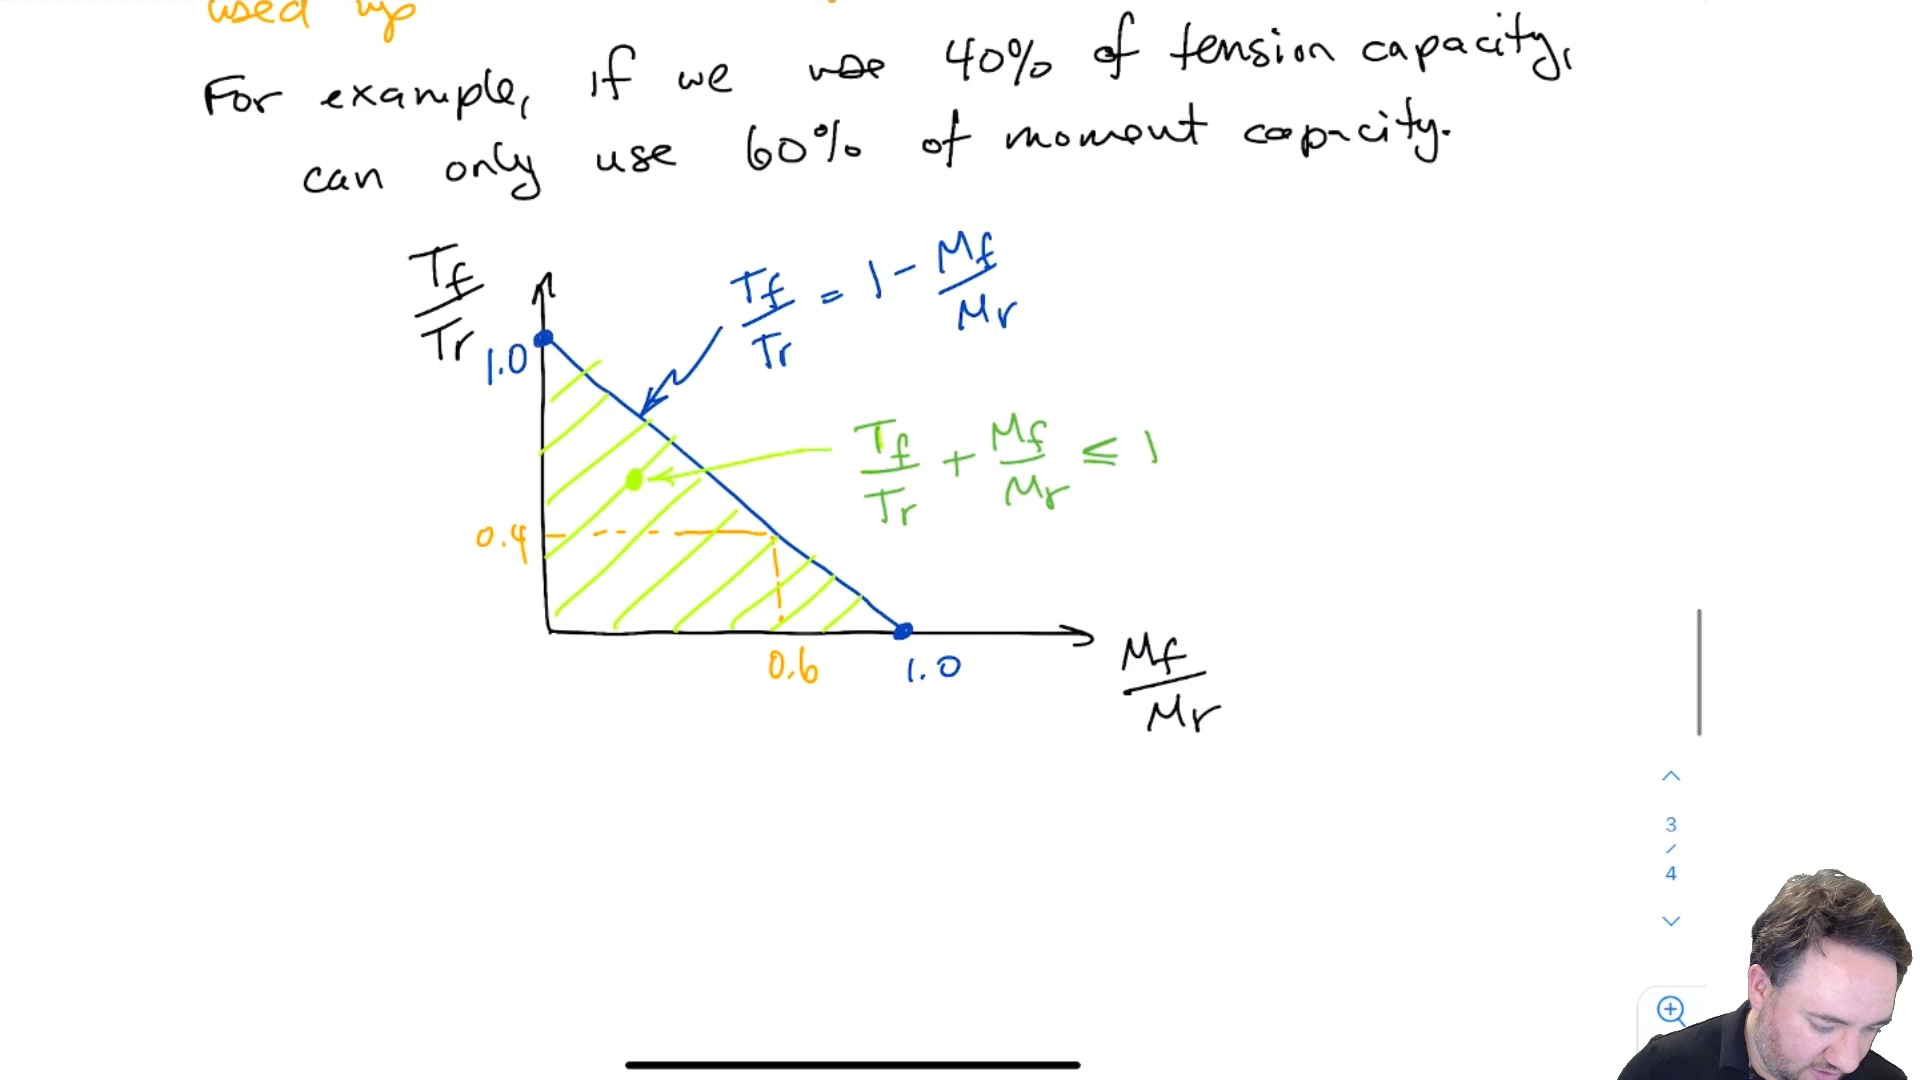 used up
For example, if we use 40% of tension capacity,
can only use 60% of moment capacity.
Tf/Tr
1.0
Tf/Tr = 1 - Mf/Mr
Tf/Tr + Mf/Mr ≤ 1
0.4
0.6
1.0
Mf/Mr
3
/
4